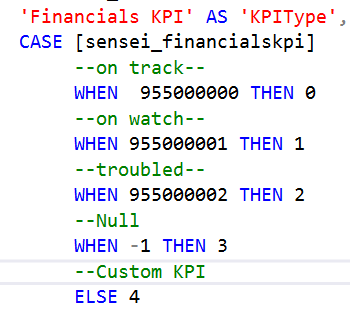 'Financials KPI' AS 'KPIType',
CASE [sensei_financialskpi]
--on track--
WHEN  955000000 THEN 0
--on watch--
WHEN 955000001 THEN 1
--troubled--
WHEN 955000002 THEN 2
--Null
WHEN -1 THEN 3
--Custom KPI
ELSE 4